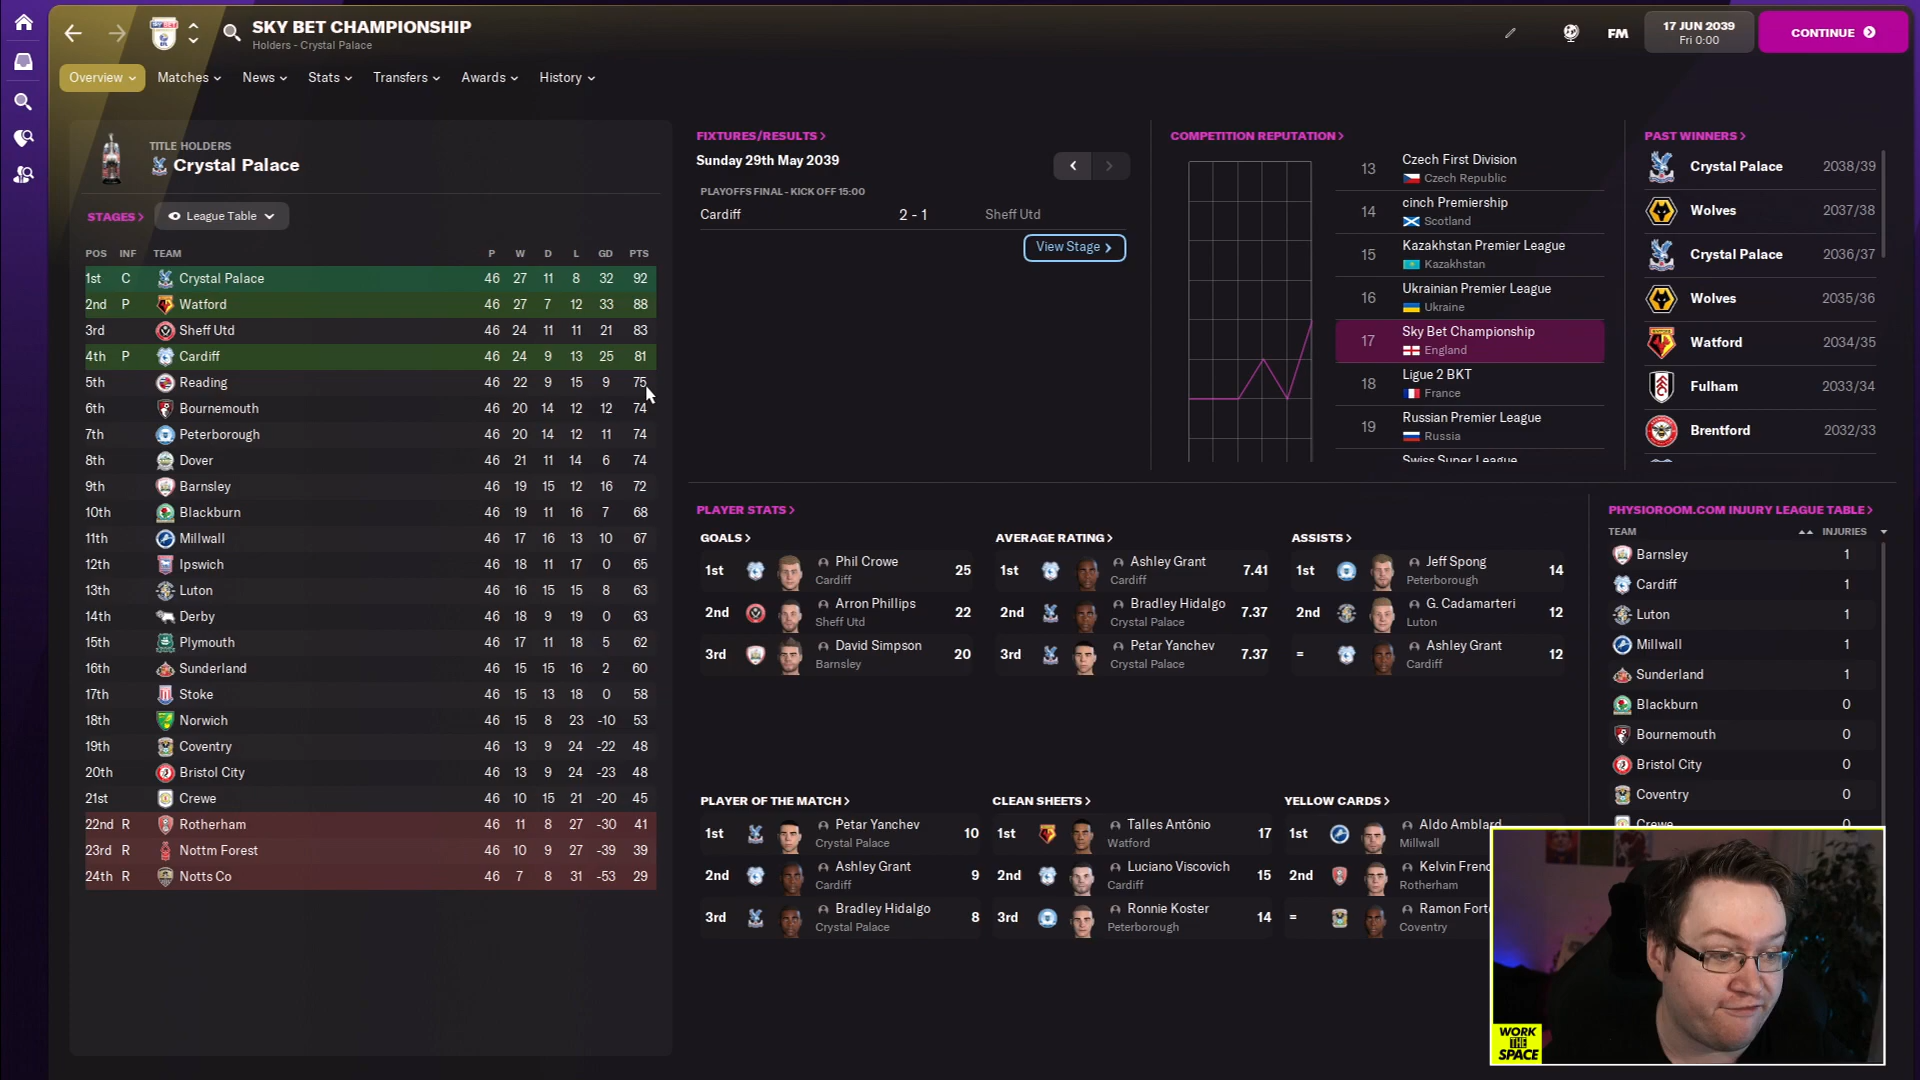 SKY BET CHAMPIONSHIP
Holders - Crystal Palace
FM
17 JUN 2039
Fri 0:00
CONTINUE
Overview
Matches
News
Stats
Transfers
Awards
History
TITLE HOLDERS
Crystal Palace
STAGES >
League Table
POS INF TEAM P W D L GD PTS
1st C Crystal Palace 46 27 11 8 32 92
2nd P Watford 46 27 7 12 33 88
3rd Sheff Utd 46 24 11 11 21 83
4th P Cardiff 46 24 9 13 25 81
5th Reading 46 22 9 15 9 75
6th Bournemouth 46 20 14 12 12 74
7th Peterborough 46 20 14 12 11 74
8th Dover 46 21 11 14 6 74
9th Barnsley 46 19 15 12 16 72
10th Blackburn 46 19 11 16 7 68
11th Millwall 46 17 16 13 10 67
12th Ipswich 46 18 11 17 0 65
13th Luton 46 16 15 15 8 63
14th Derby 46 18 9 19 0 63
15th Plymouth 46 17 11 18 5 62
16th Sunderland 46 15 15 16 2 60
17th Stoke 46 15 13 18 0 58
18th Norwich 46 15 8 23 -10 53
19th Coventry 46 13 9 24 -22 48
20th Bristol City 46 13 9 24 -23 48
21st Crewe 46 10 15 21 -20 45
22nd R Rotherham 46 11 8 27 -30 41
23rd R Nottm Forest 46 10 9 27 -39 39
24th R Notts Co 46 7 8 31 -53 29
FIXTURES/RESULTS >
Sunday 29th May 2039
PLAYOFFS FINAL - KICK OFF 15:00
Cardiff 2 - 1 Sheff Utd
View Stage >
COMPETITION REPUTATION >
13 Czech First Division
Czech Republic
14 cinch Premiership
Scotland
15 Kazakhstan Premier League
Kazakhstan
16 Ukrainian Premier League
Ukraine
17 Sky Bet Championship
England
18 Ligue 2 BKT
France
19 Russian Premier League
Russia
Swiss Super League
PAST WINNERS >
Crystal Palace 2038/39
Wolves 2037/38
Crystal Palace 2036/37
Wolves 2035/36
Watford 2034/35
Fulham 2033/34
Brentford 2032/33
PLAYER STATS >
GOALS >
1st Phil Crowe 25
Cardiff
2nd Arron Phillips 22
Sheff Utd
3rd David Simpson 20
Barnsley
AVERAGE RATING >
1st Ashley Grant 7.41
Cardiff
2nd Bradley Hidalgo 7.37
Crystal Palace
3rd Petar Yanchev 7.37
Crystal Palace
ASSISTS >
1st Jeff Spong 14
Peterborough
2nd G. Cadamarteri 12
Luton
= Ashley Grant 12
Cardiff
PLAYER OF THE MATCH >
1st Petar Yanchev 10
Crystal Palace
2nd Ashley Grant 9
Cardiff
3rd Bradley Hidalgo 8
Crystal Palace
CLEAN SHEETS >
1st Talles Antônio 17
Watford
2nd Luciano Viscovich 15
Cardiff
3rd Ronnie Koster 14
Peterborough
YELLOW CARDS >
1st Aldo Amblard
Millwall
2nd Kelvin Frenc
Rotherham
= Ramon Forte
Coventry
PHYSIOROOM.COM INJURY LEAGUE TABLE >
TEAM INJURIES
Barnsley 1
Cardiff 1
Luton 1
Millwall 1
Sunderland 1
Blackburn 0
Bournemouth 0
Bristol City 0
Coventry 0
Crewe 0
WORK
THE
SPACE